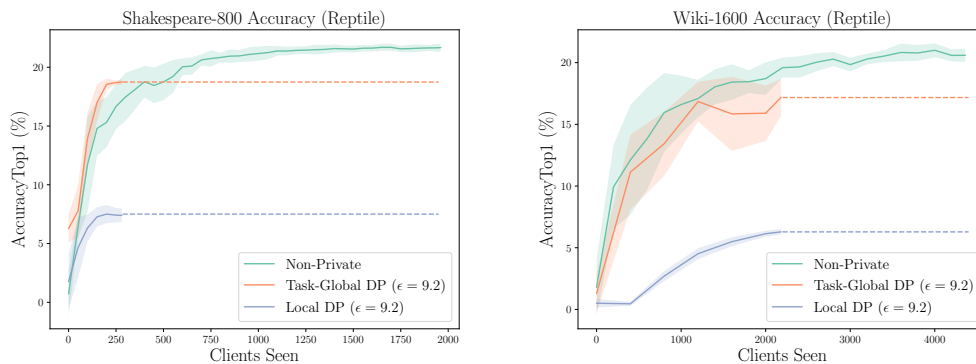 Shakespeare-800 Accuracy (Reptile)
AccuracyTop1 (%)
20
15
10
5
0
Non-Private
Task-Global DP (ϵ = 9.2)
Local DP (ϵ = 9.2)
0 250 500 750 1000 1250 1500 1750 2000
Clients Seen
Wiki-1600 Accuracy (Reptile)
AccuracyTop1 (%)
20
15
10
5
0
Non-Private
Task-Global DP (ϵ = 9.2)
Local DP (ϵ = 9.2)
0 1000 2000 3000 4000
Clients Seen